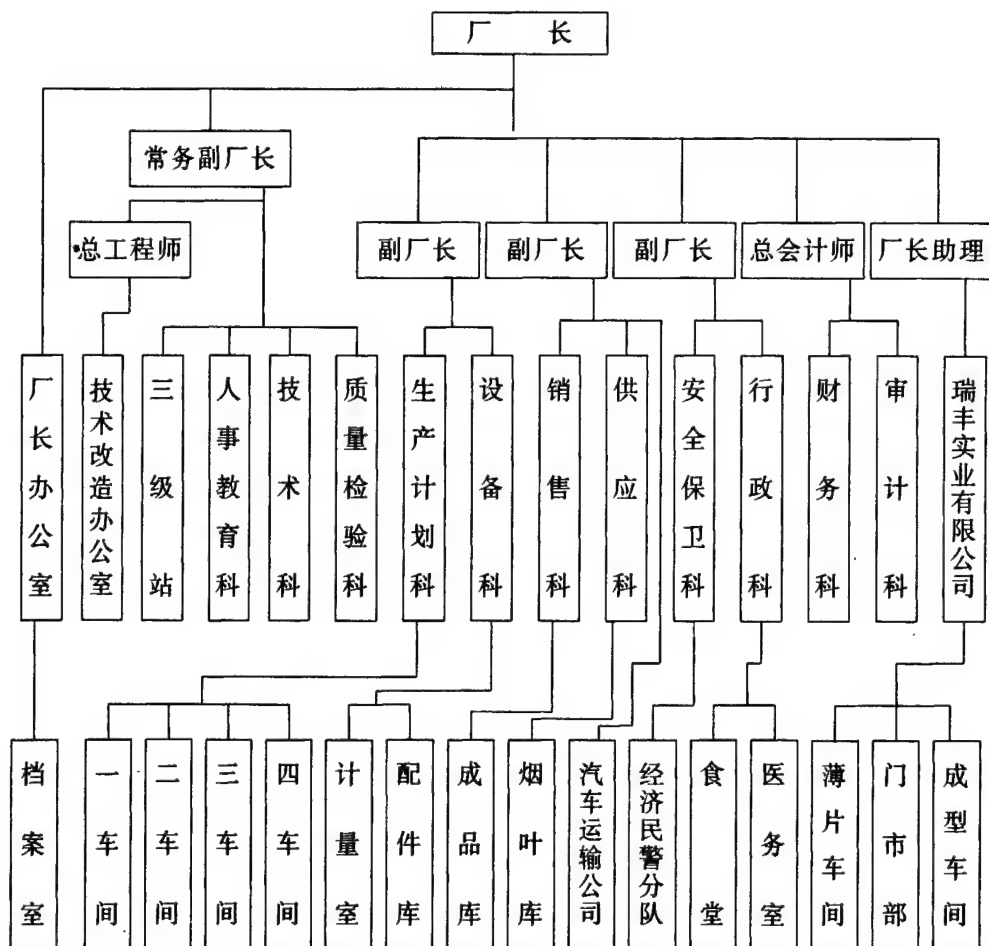 厂长
常务副厂长
总工程师
副厂长
副厂长
副厂长
总会计师
厂长助理
厂长办公室
技术改造办公室
三级站
人事教育科
技术科
质量检验科
生产计划科
设备科
销售科
供应科
安全保卫科
行政科
财务科
审计科
瑞丰实业有限公司
档案室
一车间
二车间
三车间
四车间
计量室
配件库
成品库
烟叶库
汽车运输公司
经济民警分队
食堂
医务室
薄片车间
门市部
成型车间